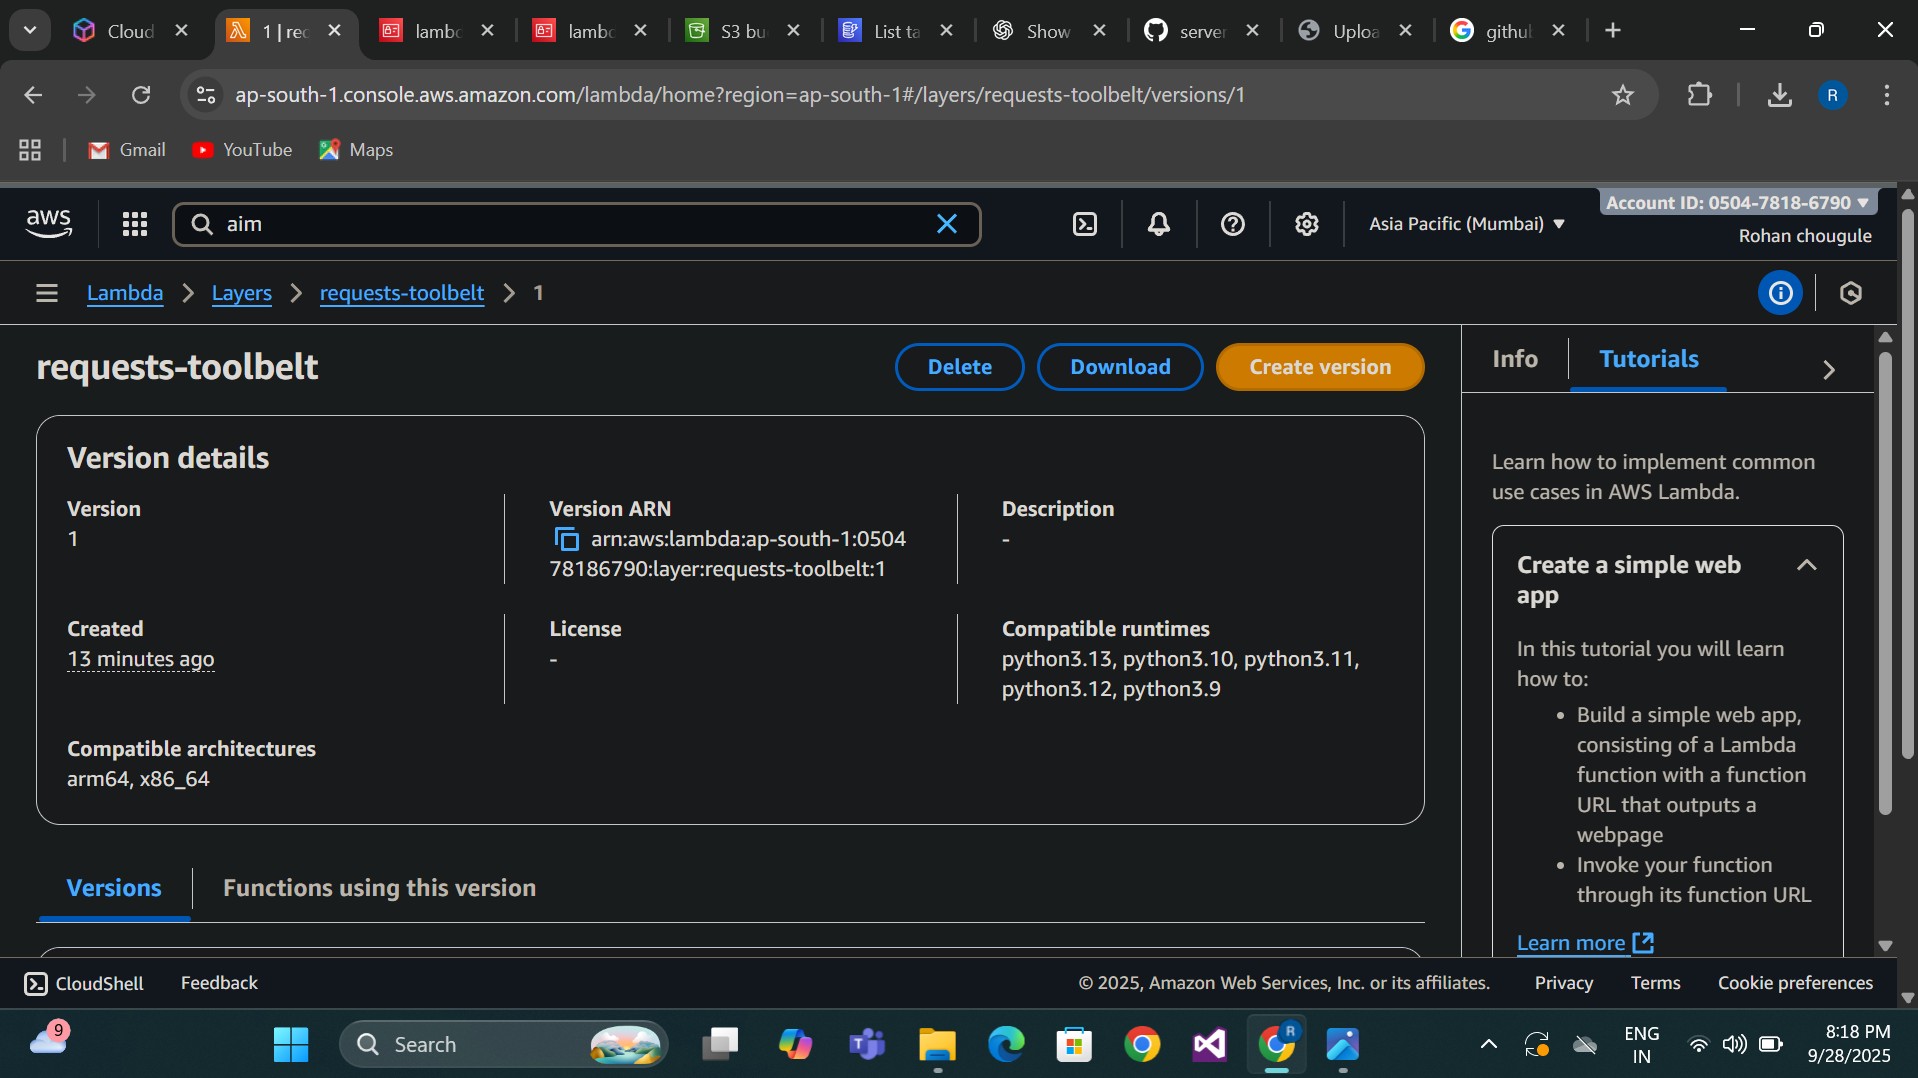 Cloud
1 | rec
lambc
lambc
S3 bu
List ta
Show
server
Uploa
githul
ap-south-1.console.aws.amazon.com/lambda/home?region=ap-south-1#/layers/requests-toolbelt/versions/1
R
Gmail
YouTube
Maps
aws
aim
Asia Pacific (Mumbai)
Account ID: 0504-7818-6790
Rohan chougule
Lambda
Layers
requests-toolbelt
1
requests-toolbelt
Delete
Download
Create version
Version details
Version
1
Version ARN
arn:aws:lambda:ap-south-1:0504
78186790:layer:requests-toolbelt:1
Description
-
Created
13 minutes ago
License
-
Compatible runtimes
python3.13, python3.10, python3.11,
python3.12, python3.9
Compatible architectures
arm64, x86_64
Versions
Functions using this version
Info
Tutorials
Learn how to implement common
use cases in AWS Lambda.
Create a simple web
app
In this tutorial you will learn
how to:
• Build a simple web app,
consisting of a Lambda
function with a function
URL that outputs a
webpage
• Invoke your function
through its function URL
Learn more
CloudShell
Feedback
© 2025, Amazon Web Services, Inc. or its affiliates.
Privacy
Terms
Cookie preferences
9
Search
R
ENG
IN
8:18 PM
9/28/2025